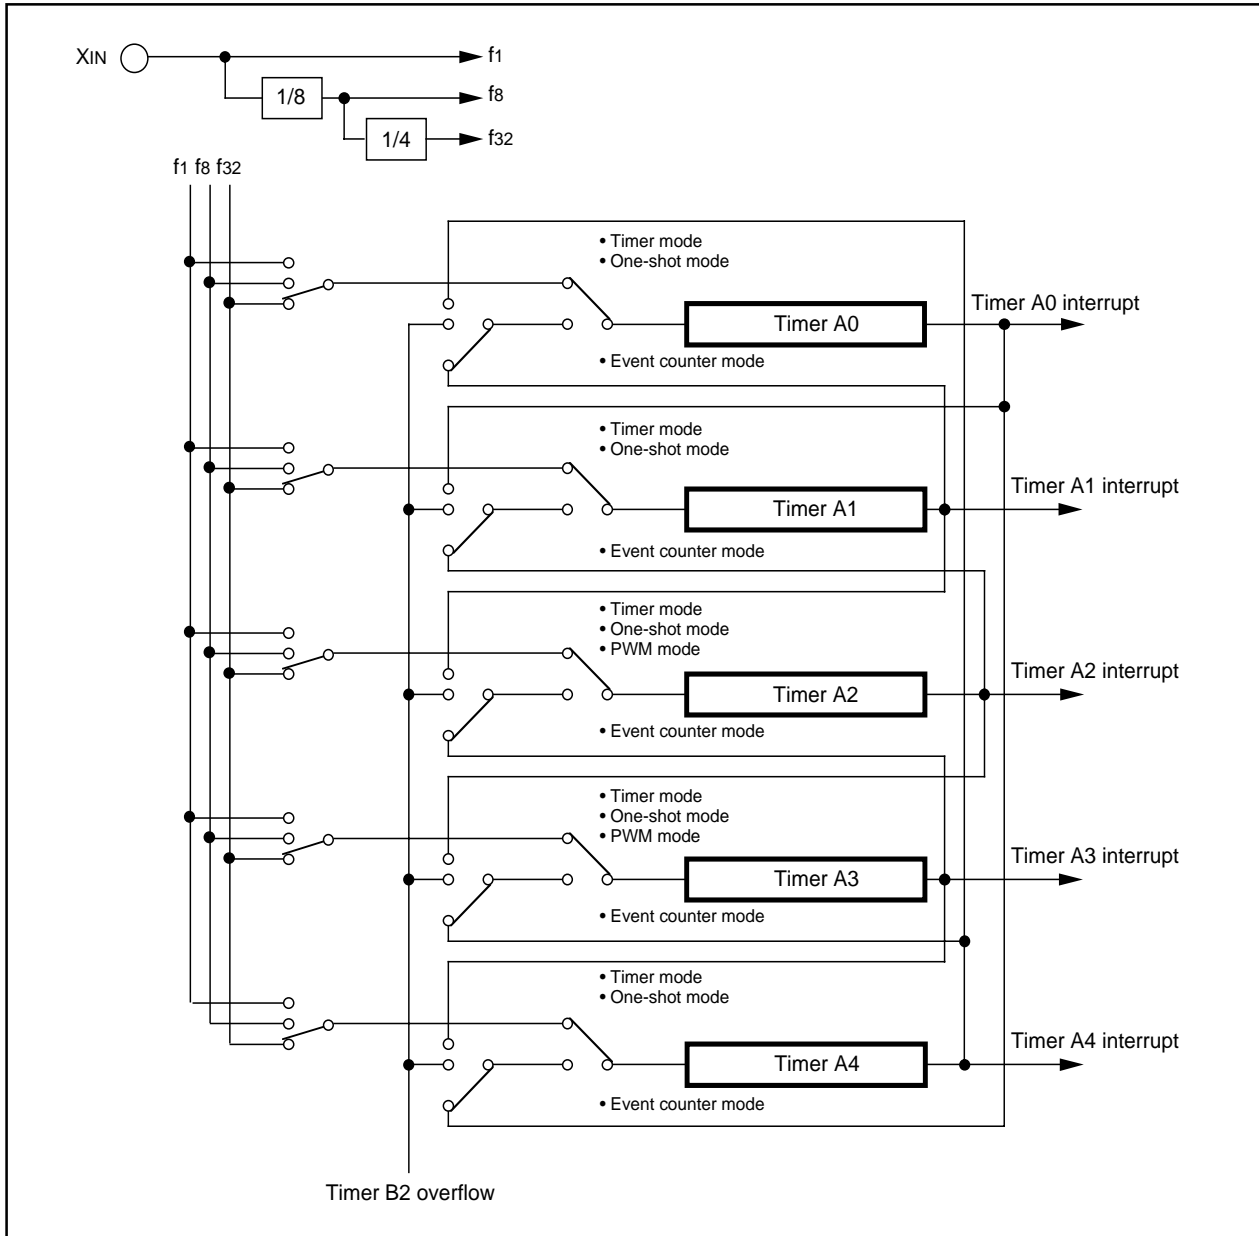 XIN
f1
1/8
f8
1/4
f32
f1 f8 f32
• Timer mode
• One-shot mode
Timer A0
Timer A0 interrupt
• Event counter mode
• Timer mode
• One-shot mode
Timer A1
Timer A1 interrupt
• Event counter mode
• Timer mode
• One-shot mode
• PWM mode
Timer A2
Timer A2 interrupt
• Event counter mode
• Timer mode
• One-shot mode
• PWM mode
Timer A3
Timer A3 interrupt
• Event counter mode
• Timer mode
• One-shot mode
Timer A4
Timer A4 interrupt
• Event counter mode
Timer B2 overflow